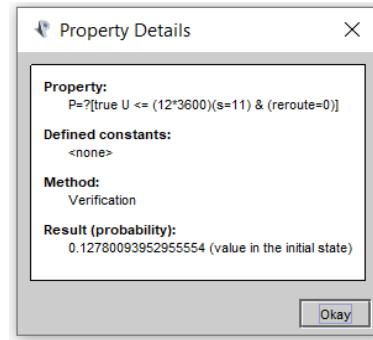 Property Details
Property:
P=?[true U <= (12*3600)(s=11) & (reroute=0)]
Defined constants:
<none>
Method:
Verification
Result (probability):
0.12780093952955554 (value in the initial state)
Okay